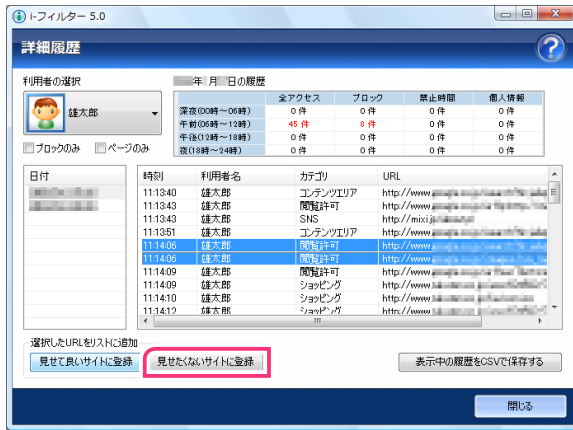 i-フィルター 5.0
詳細履歴
利用者の選択
年 月 日の履歴
雄太郎
全アクセス ブロック 禁止時間 個人情報
深夜(00時～06時) 0 件 0 件 0 件 0 件
午前(06時～12時) 45 件 8 件 0 件 0 件
午後(12時～18時) 0 件 0 件 0 件 0 件
夜(18時～24時) 0 件 0 件 0 件 0 件
ブロックのみ ページのみ
日付
時刻 利用者名 カテゴリ URL
11:13:40 雄太郎 コンテンツエリア http://www
11:13:43 雄太郎 閲覧許可 http://www
11:13:43 雄太郎 SNS http://mixi.j
11:13:51 雄太郎 コンテンツエリア http://www
11:14:06 雄太郎 閲覧許可 http://www
11:14:06 雄太郎 閲覧許可 http://www
11:14:09 雄太郎 閲覧許可 http://www
11:14:09 雄太郎 ショッピング http://www
11:14:10 雄太郎 ショッピング http://www
11:14:12 雄太郎 ショッピング http://www
選択したURLをリストに追加
見せて良いサイトに登録 見せたくないサイトに登録 表示中の履歴をCSVで保存する
閉じる